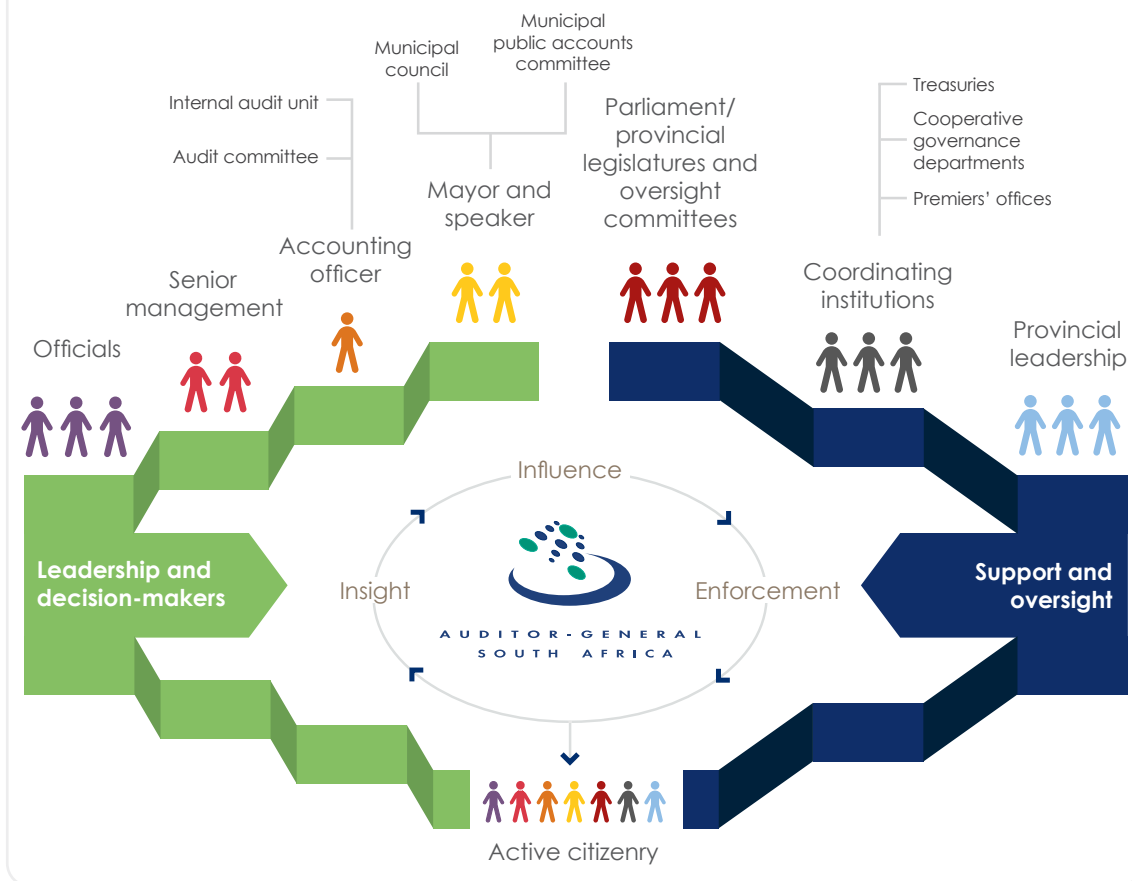 Municipal
council
Municipal
public accounts
committee
Internal audit unit
Audit committee
Treasuries
Cooperative
governance
departments
Premiers' offices
Officials
Senior
management
Accounting
officer
Mayor and
speaker
Parliament/
provincial
legislatures and
oversight
committees
Coordinating
institutions
Provincial
leadership
Leadership and
decision-makers
Influence
Insight
Enforcement
AUDITOR-GENERAL
SOUTH AFRICA
Support and
oversight
Active citizenry